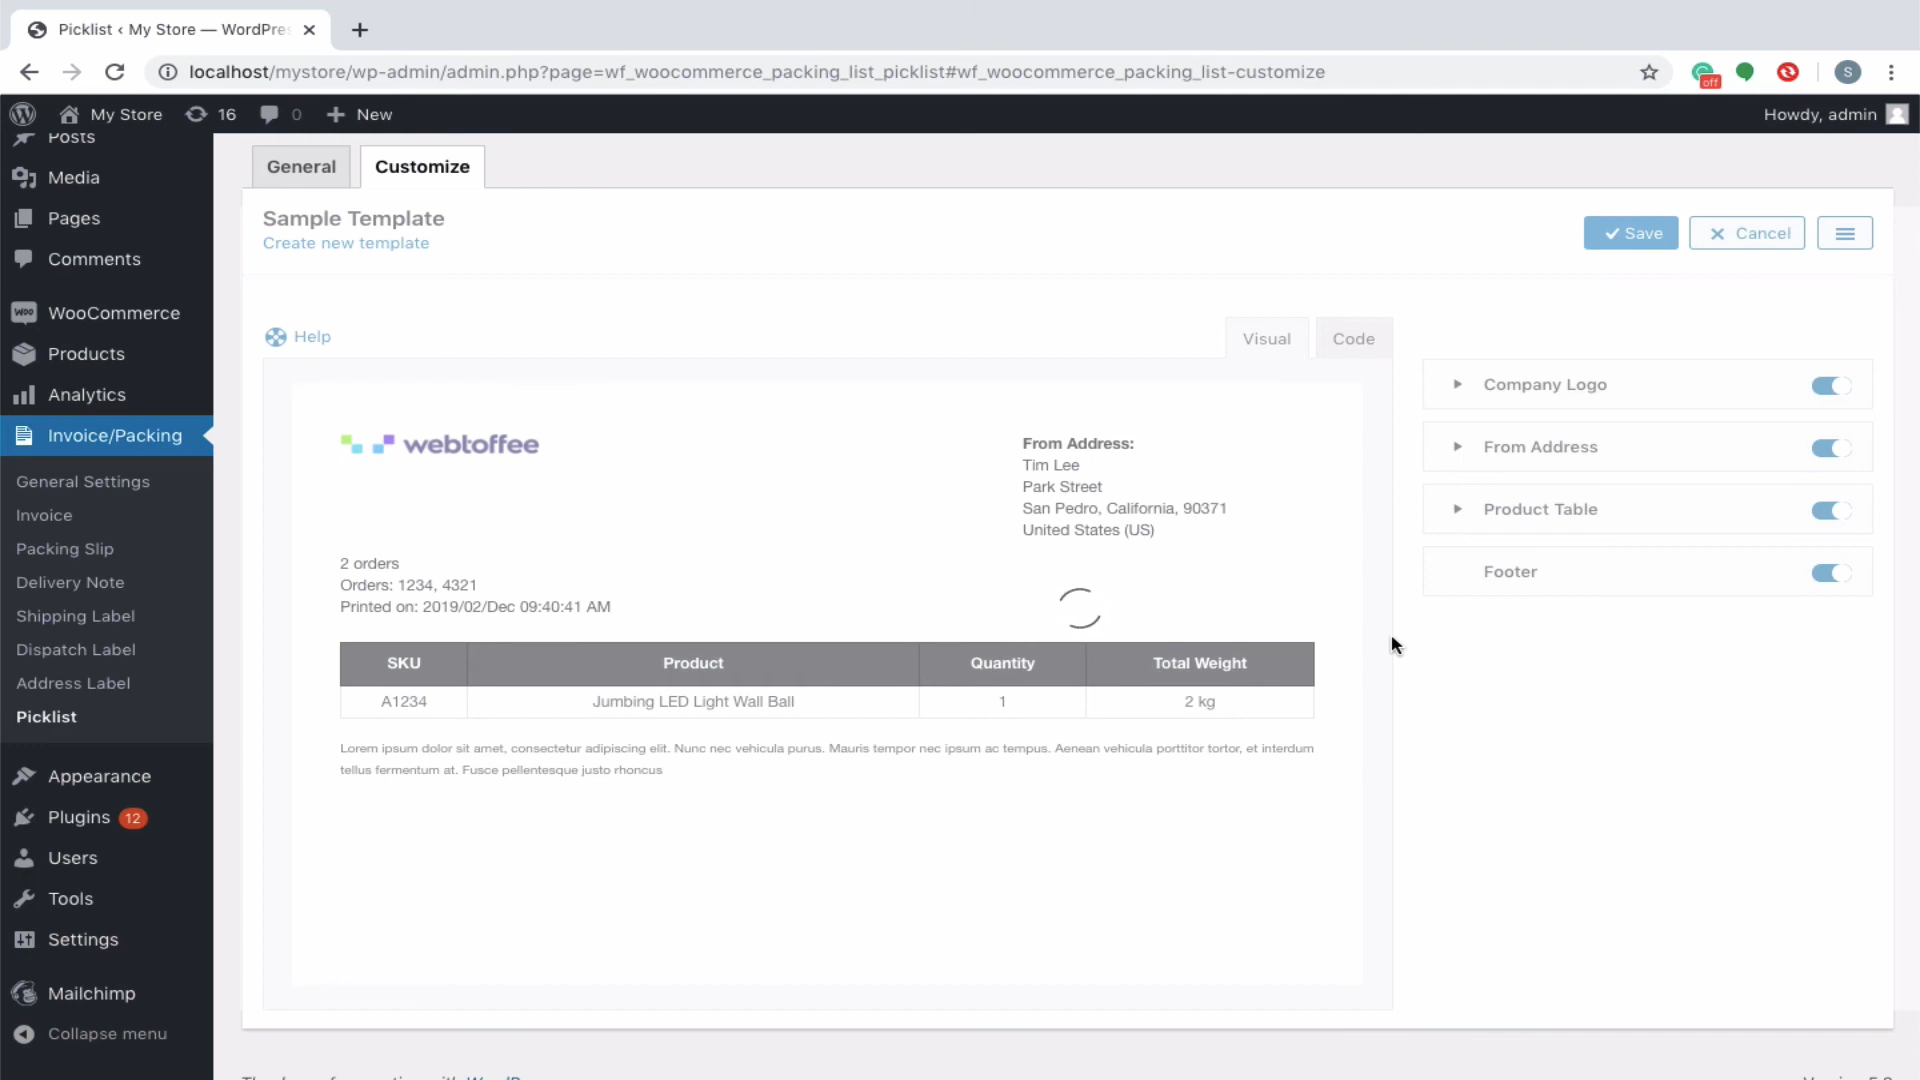 Picklist ‹ My Store — WordPre
localhost/mystore/wp-admin/admin.php?page=wf_woocommerce_packing_list_picklist#wf_woocommerce_packing_list-customize
off
S
My Store
16
0
New
Howdy, admin
Posts
Media
Pages
Comments
WOO
WooCommerce
Products
Analytics
Invoice/Packing
General Settings
Invoice
Packing Slip
Delivery Note
Shipping Label
Dispatch Label
Address Label
Picklist
Appearance
Plugins 12
Users
Tools
Settings
Mailchimp
Collapse menu
General
Customize
Sample Template
Create new template
Save
Cancel
Help
Visual
Code
webtoffee
From Address:
Tim Lee
Park Street
San Pedro, California, 90371
United States (US)
2 orders
Orders: 1234, 4321
Printed on: 2019/02/Dec 09:40:41 AM
SKU Product Quantity Total Weight
A1234 Jumbing LED Light Wall Ball 1 2 kg
Lorem ipsum dolor sit amet, consectetur adipiscing elit. Nunc nec vehicula purus. Mauris tempor nec ipsum ac tempus. Aenean vehicula porttitor tortor, et interdum
tellus fermentum at. Fusce pellentesque justo rhoncus
Company Logo
From Address
Product Table
Footer